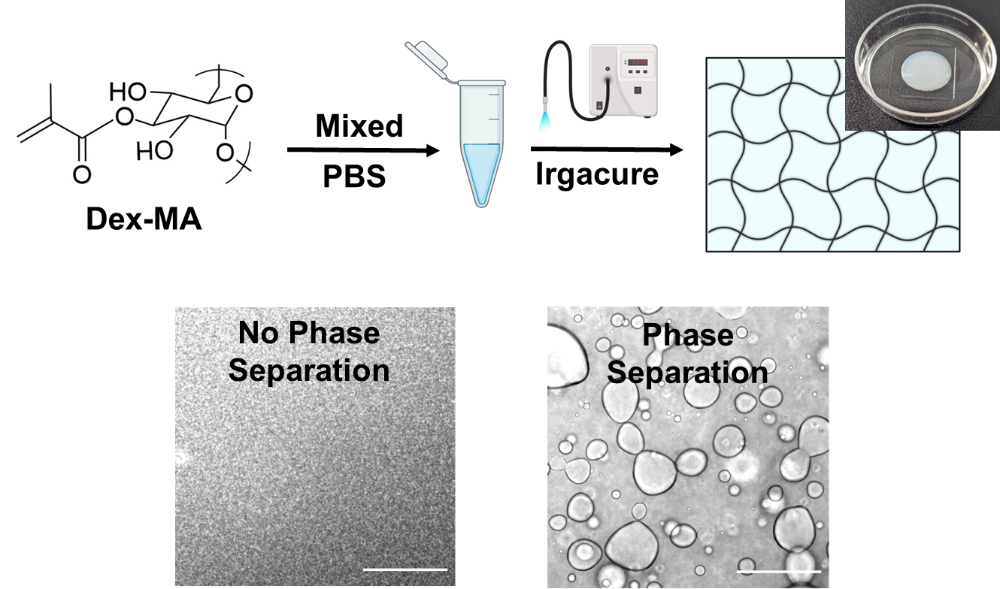 HO
O
O
HO
O
O
Dex-MA
Mixed
PBS
Irgacure
No Phase
Separation
Phase
Separation